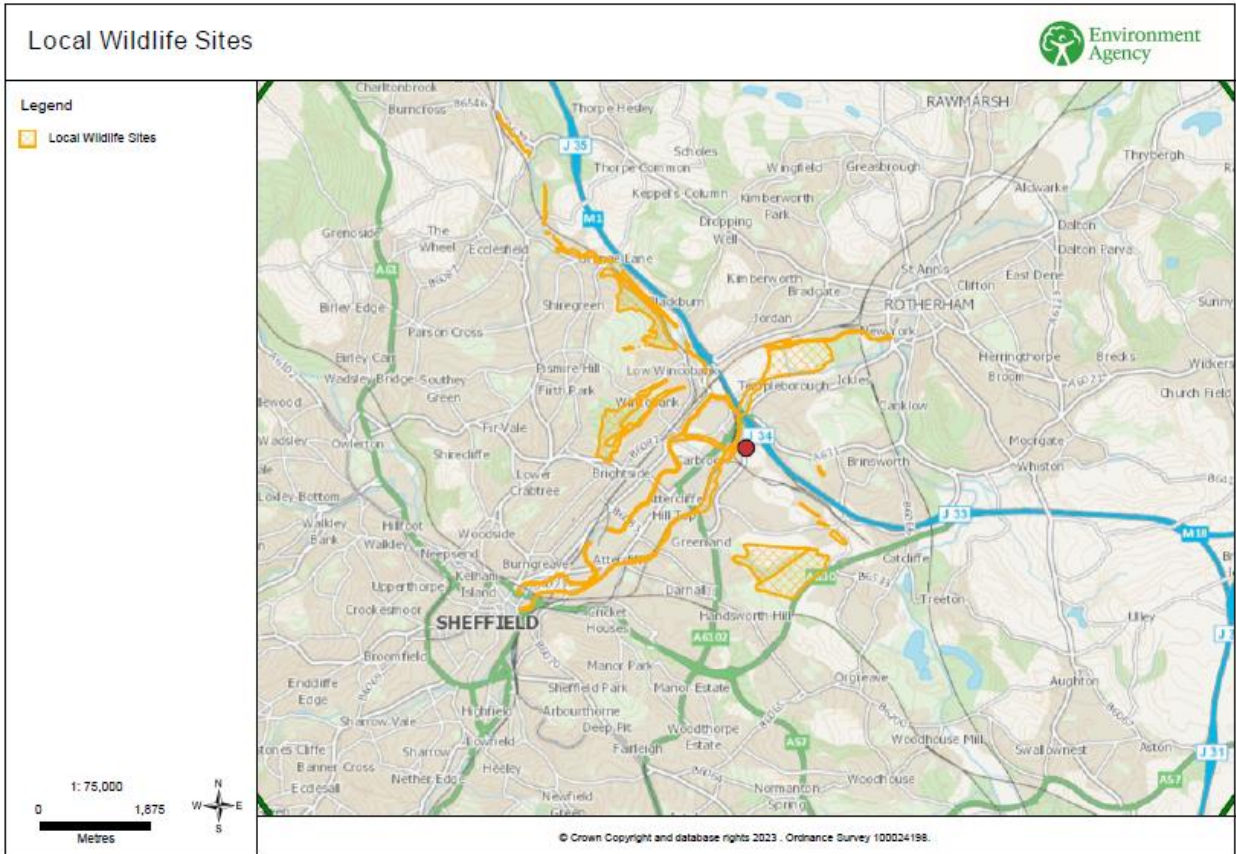 Local Wildlife Sites
Environment
Agency
Legend
Local Wildlife Sites
Charltonbrook
Burncross
B6546
Thorpe Hesley
RAWMARSH
J 35
Scholes
Thorpe Common
Wingfield
Greasbrough
Thrybergh
Keppel's Column
Kimberworth
Park
Aldwarke
M1
Dropping
Well
Dalton
Grenoside
The
Wheel
Ecclesfield
Dalton Parva
A61
St Ann's
East Dene
Kimberworth
Clifton
Birley Edge
Shiregreen
Blackburn
Bradgate
ROTHERHAM
Sunny
Parson Cross
Jordan
New York
Herringthorpe
Brecks
Wickers
Birley Carr
Pismire Hill
Low Wincobank
Templeborough
Ickles
Broom
Wadsley Bridge
Southey
Green
Firth Park
Church Field
Wincobank
Canklow
Wadsley
Owlerton
Fir Vale
J 34
Moorgate
Shirecliffe
Brightside
Brinsworth
Whiston
Lower
Crabtree
Loxley Bottom
Attercliffe
Hill Top
Walkley
Bank
Hillfoot
Woodside
J 33
Walkley
Neepsend
Greenland
M18
Burngreave
Catcliffe
Upperthorpe
Kelham
Island
Darnall
Treeton
Crookesmoor
Cricket
Houses
Handsworth Hill
Ulley
SHEFFIELD
A6102
Broomfield
Manor Park
Orgreave
Aughton
Endcliffe
Edge
Sheffield Park
Manor Estate
Sharrow Vale
Highfield
Arbourthorne
Deep Pit
Woodthorpe
Estate
A57
Woodhouse Mill
Swallownest
Aston
J 31
Lowfield
Fairleigh
Sharrow
Banner Cross
Heeley
A57
Ecclesall
Nether Edge
Woodhouse
Newfield
Green
Normanton
Spring
1: 75,000
0 1,875
Metres
N
W E
S
© Crown Copyright and database rights 2023 . Ordnance Survey 100024198.